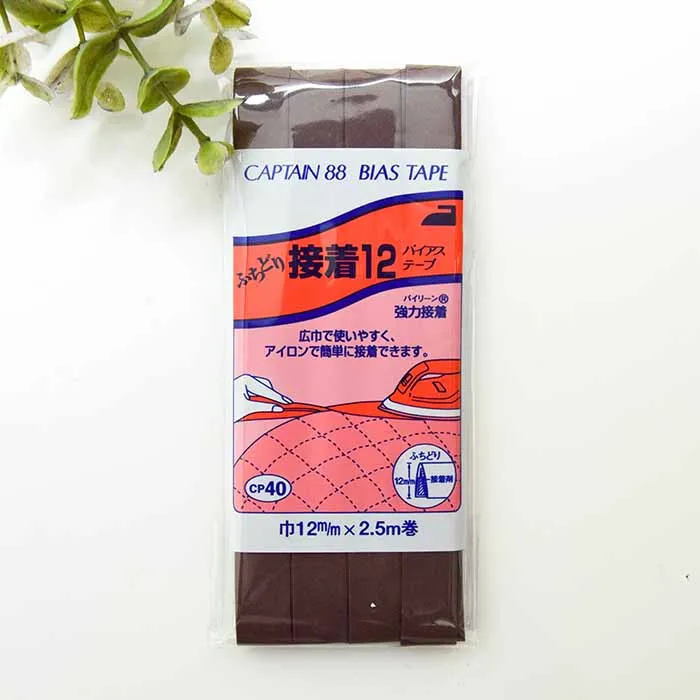 CAPTAIN 88 BIAS TAPE
ふちどり 接着12 バイアス
テープ
バイリーン®
強力接着
広巾で使いやすく、
アイロンで簡単に接着できます。
ふちどり
12mm 接着剤
CP40
巾12m/m×2.5m巻